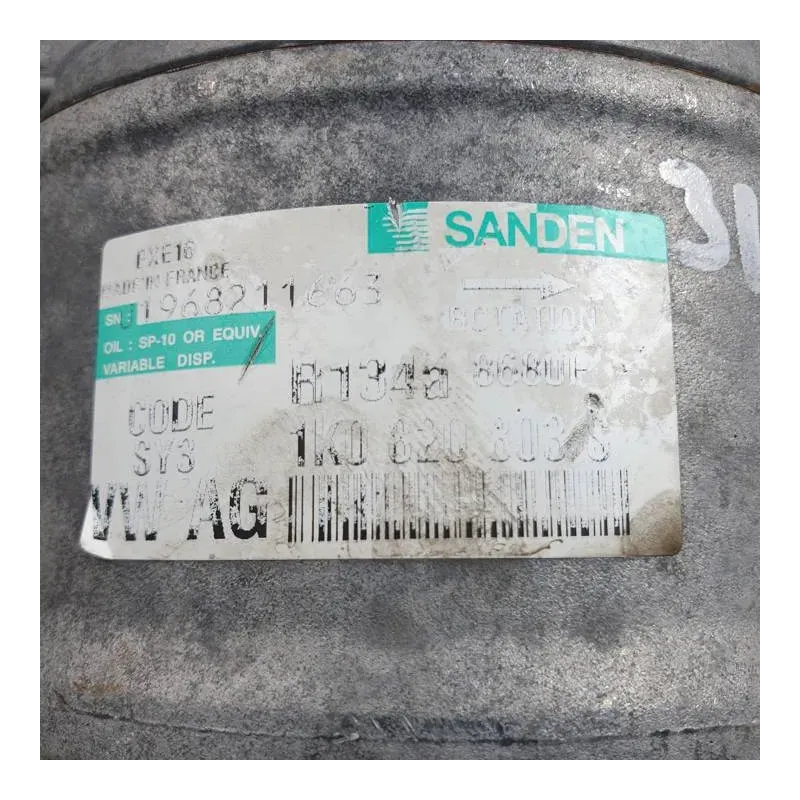 SANDEN
PXE16
MADE IN FRANCE
SN:
ROTATION
OIL : SP-10 OR EQUIV.
VARIABLE DISP.
R134a
CODE
SY3
1K0 820 803 S
VW AG